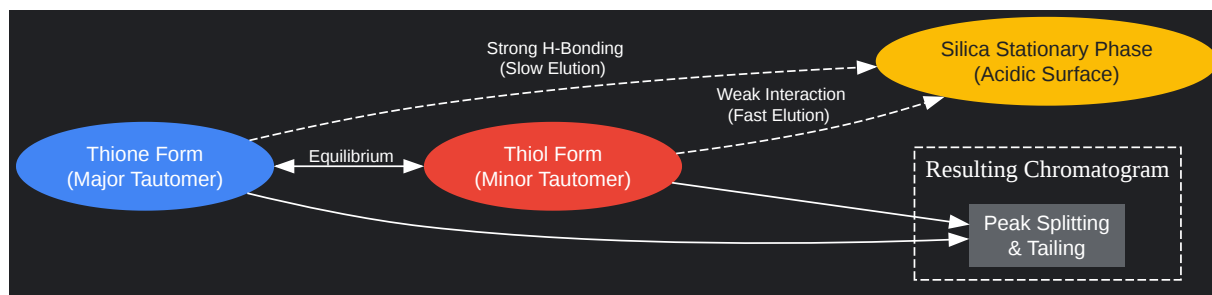 Strong H-Bonding
(Slow Elution)
Silica Stationary Phase
(Acidic Surface)
Weak Interaction
(Fast Elution)
Thione Form
(Major Tautomer)
Equilibrium
Thiol Form
(Minor Tautomer)
Resulting Chromatogram
Peak Splitting
& Tailing